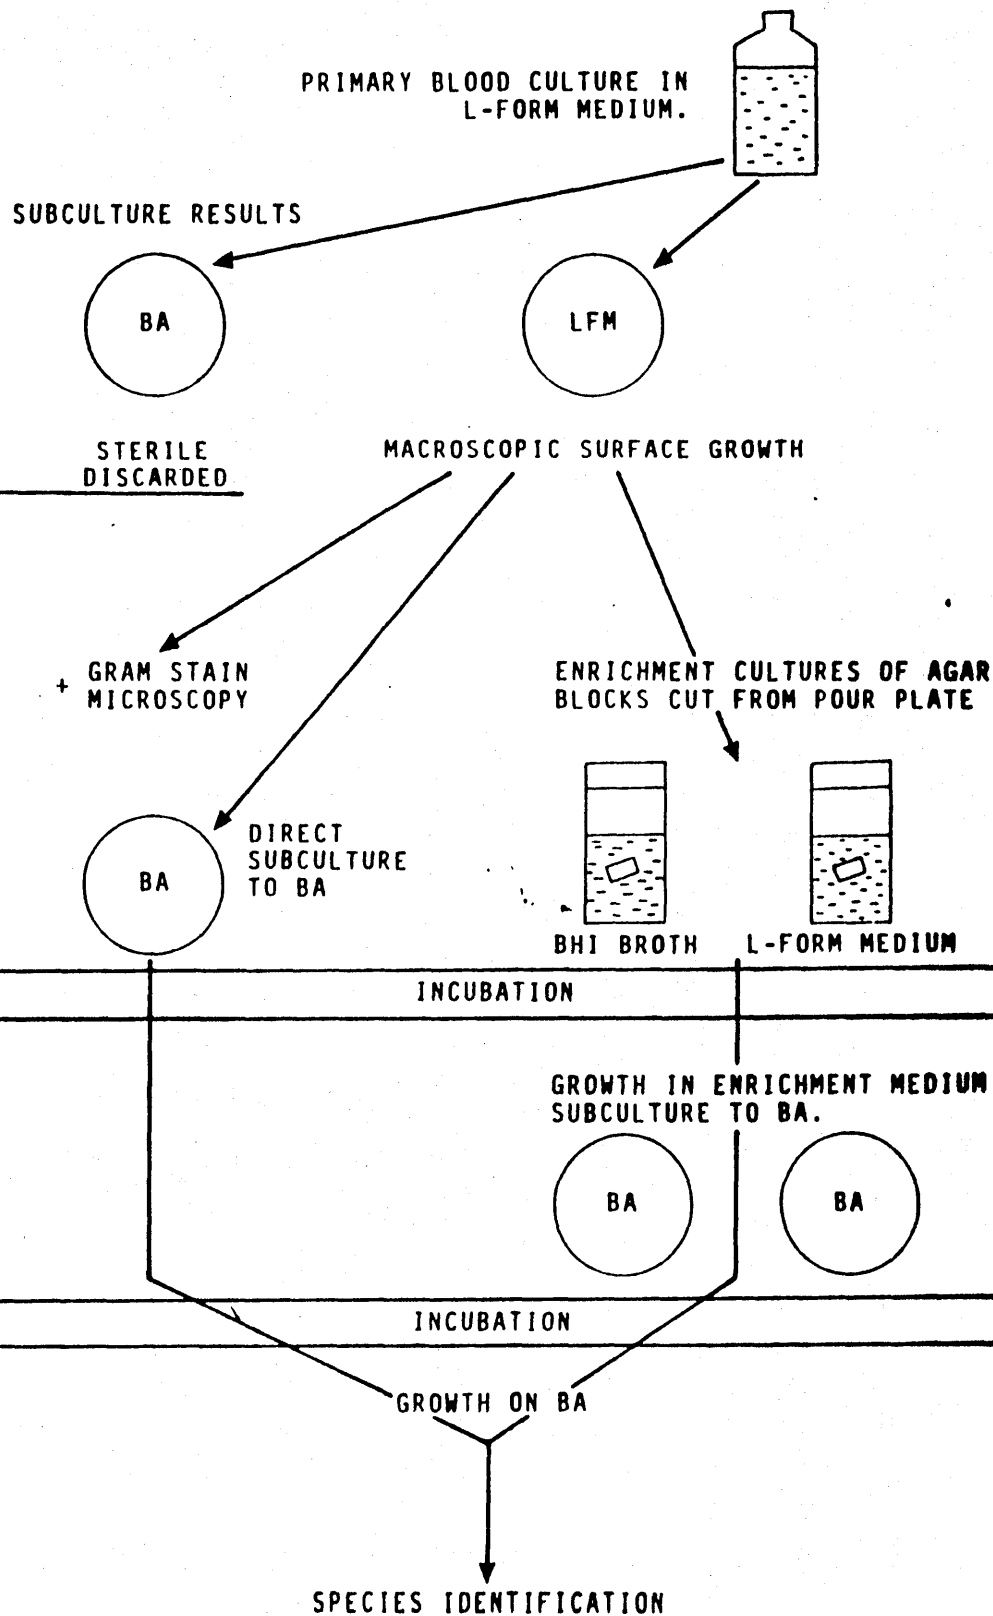 PRIMARY BLOOD CULTURE IN
L-FORM MEDIUM.
SUBCULTURE RESULTS
BA
LFM
STERILE
DISCARDED
MACROSCOPIC SURFACE GROWTH
+ GRAM STAIN
MICROSCOPY
ENRICHMENT CULTURES OF AGAR
BLOCKS CUT FROM POUR PLATE
BA
DIRECT
SUBCULTURE
TO BA
BHI BROTH
L-FORM MEDIUM
INCUBATION
GROWTH IN ENRICHMENT MEDIUM
SUBCULTURE TO BA.
BA
BA
INCUBATION
GROWTH ON BA
SPECIES IDENTIFICATION